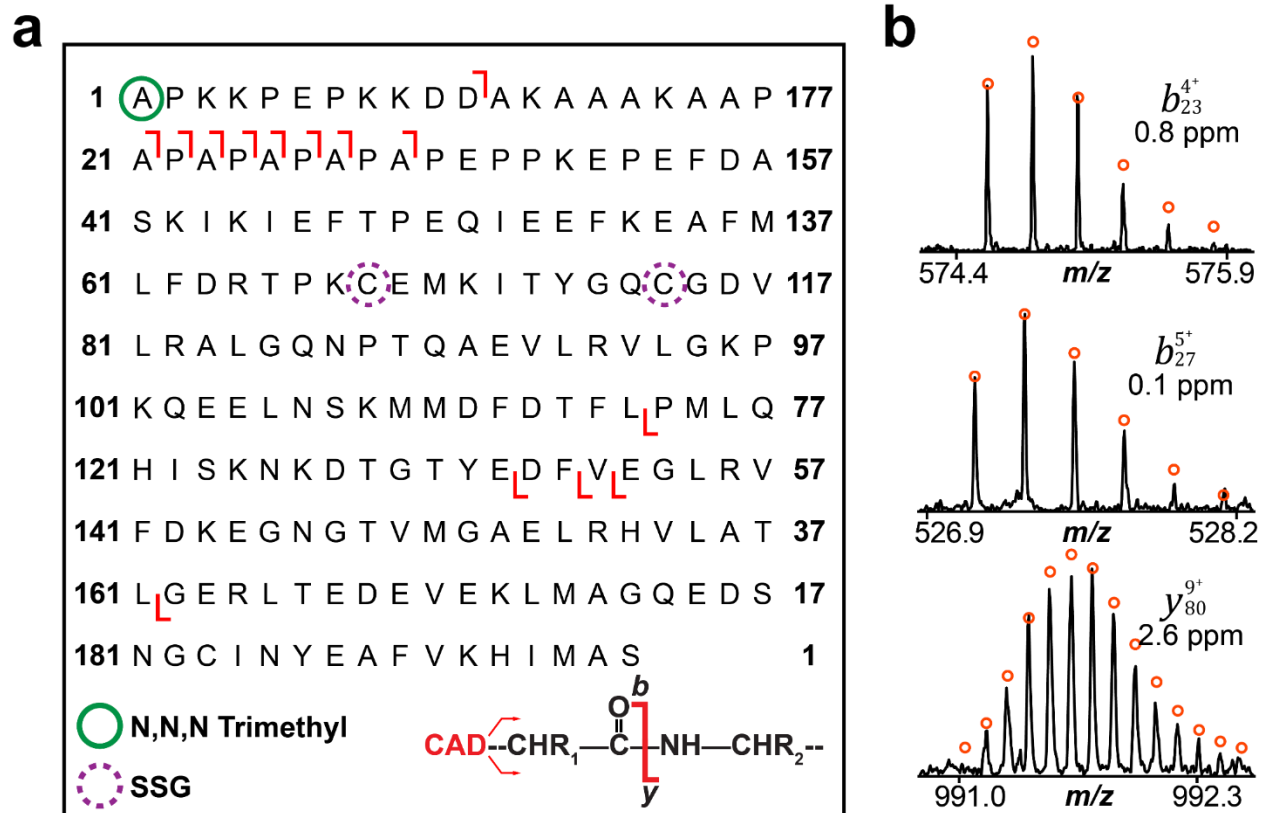 a
1 A P K K P E P K K D D A K A A A K A A P 177
21 A P A P A P A P A P E P P K E P E F D A 157
41 S K I K I E F T P E Q I E E F K E A F M 137
61 L F D R T P K C E M K I T Y G Q C G D V 117
81 L R A L G Q N P T Q A E V L R V L G K P 97
101 K Q E E L N S K M M D F D T F L P M L Q 77
121 H I S K N K D T G T Y E D F V E G L R V 57
141 F D K E G N G T V M G A E L R H V L A T 37
161 L G E R L T E D E V E K L M A G Q E D S 17
181 N G C I N Y E A F V K H I M A S 1
N,N,N Trimethyl
SSG
b
O
CAD--CHR1—C—NH—CHR2--
y
b
b23 4+
0.8 ppm
574.4 m/z 575.9
b27 5+
0.1 ppm
526.9 m/z 528.2
y80 9+
2.6 ppm
991.0 m/z 992.3